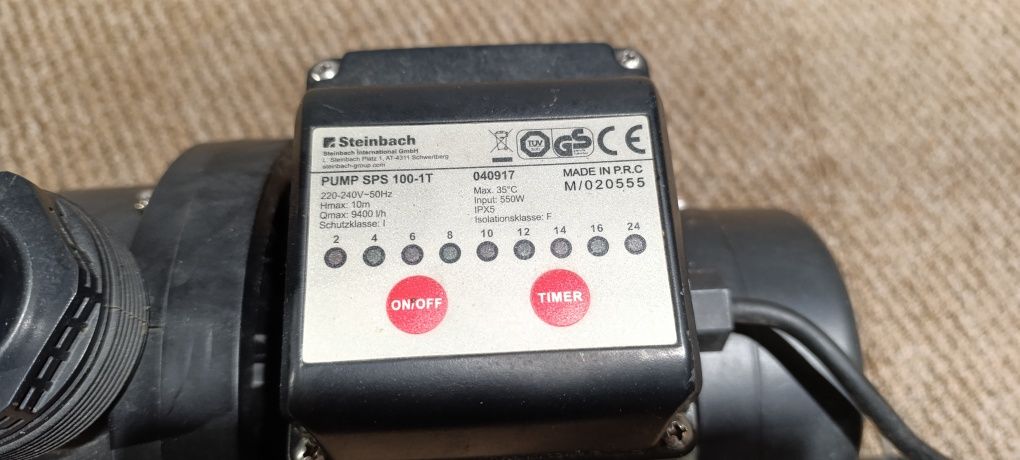 Steinbach
Steinbach International GmbH
L. Steinbach Platz 1, AT-4311 Schwertberg
steinbach-group.com
TÜV
GS
CE
PUMP SPS 100-1T
040917
MADE IN P.R.C
M/020555
220-240V~50Hz
Hmax: 10m
Qmax: 9400 l/h
Schutzklasse: I
Max. 35°C
Input: 550W
IPX5
Isolationsklasse: F
2 4 6 8 10 12 14 16 24
ON/OFF
TIMER